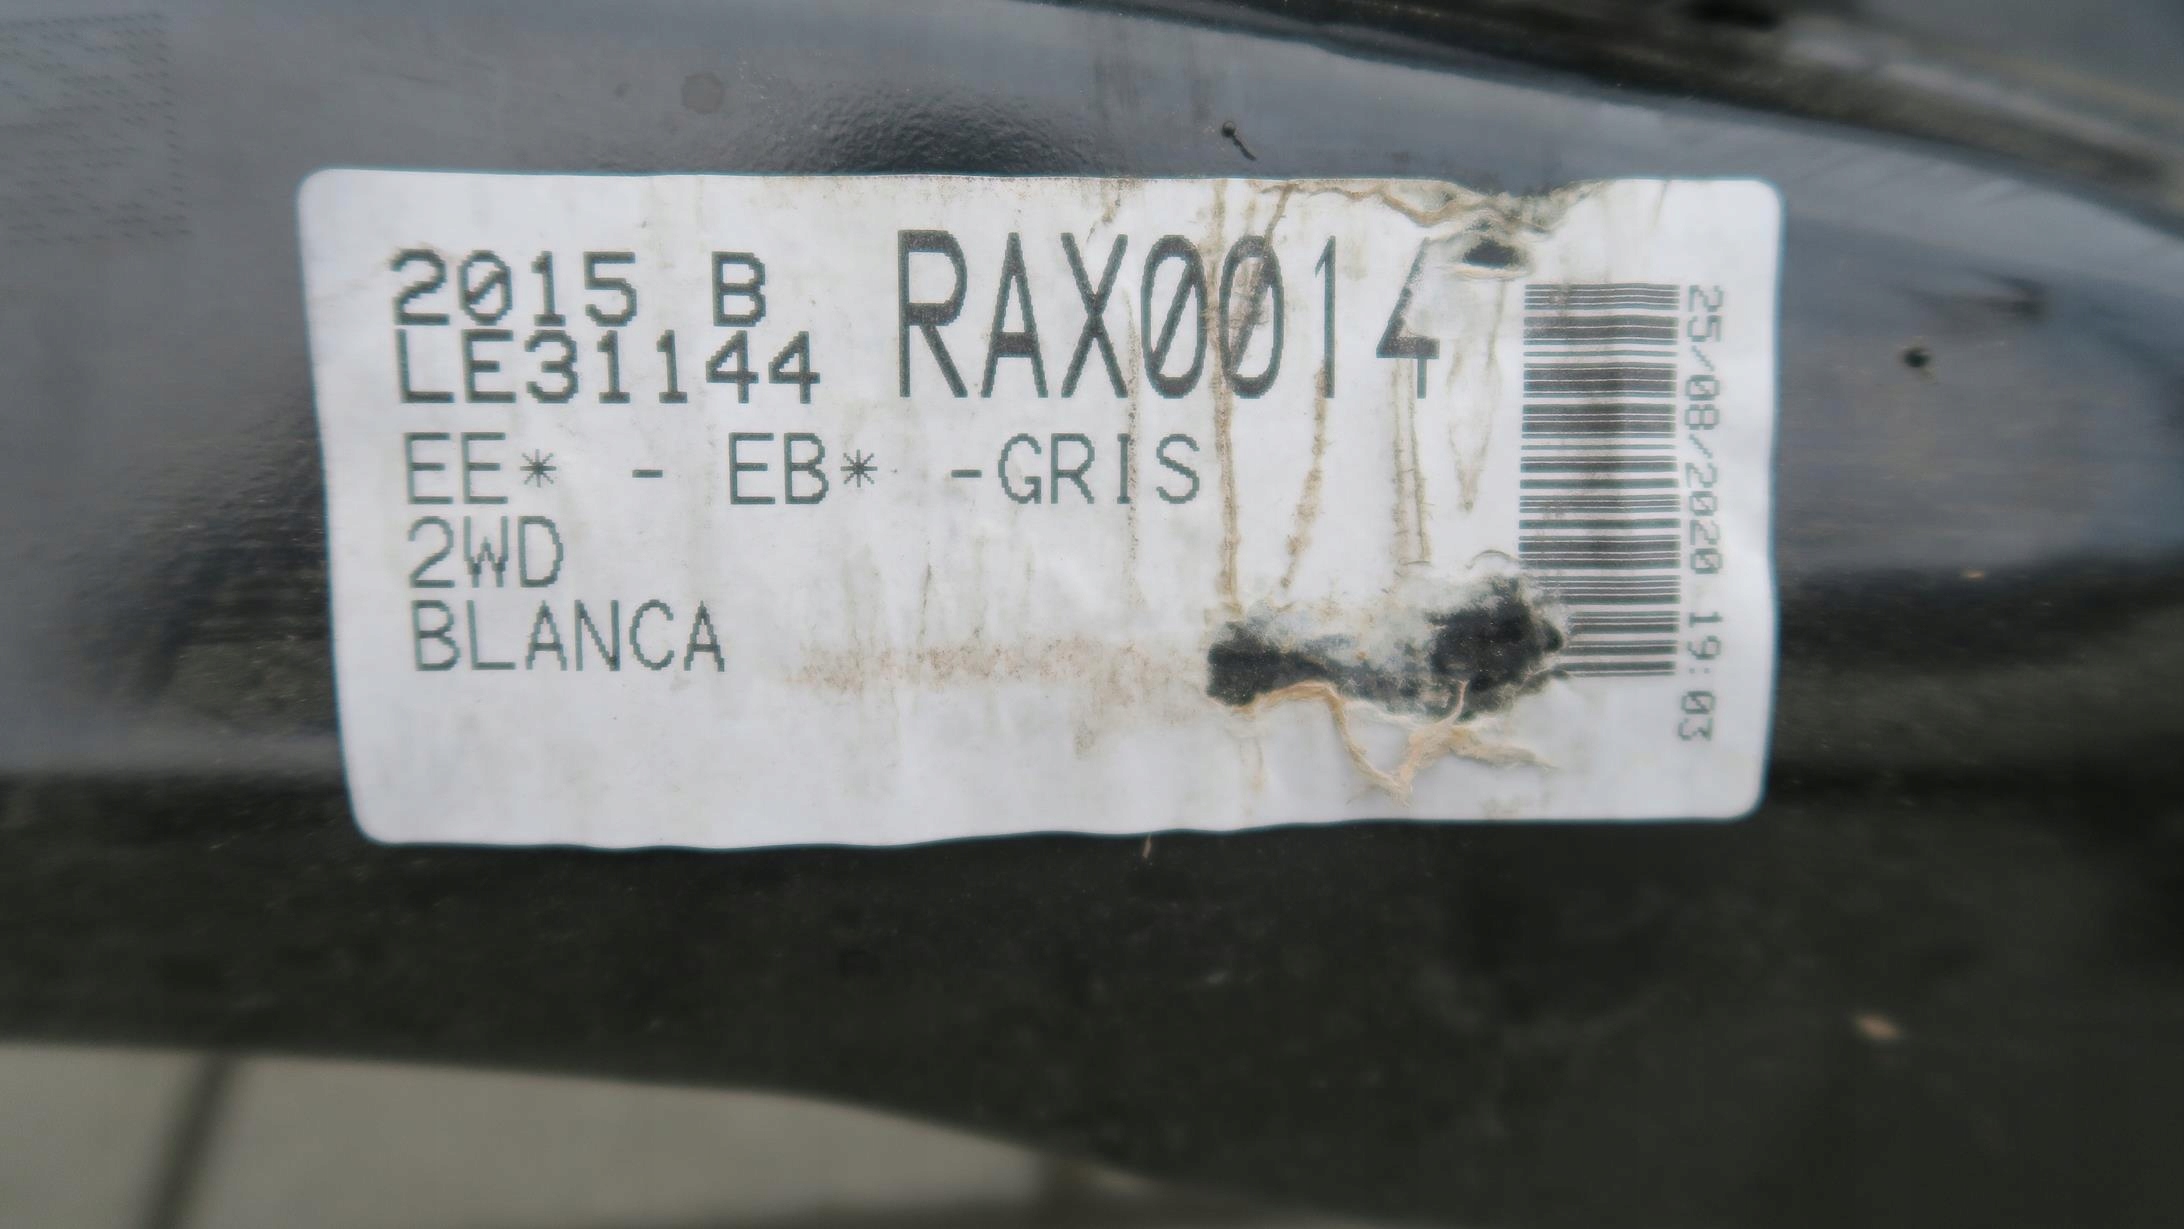 2015 B
LE31144
RAX0014
EE* - EB* -GRIS
2WD
BLANCA
25/08/2020 19:03